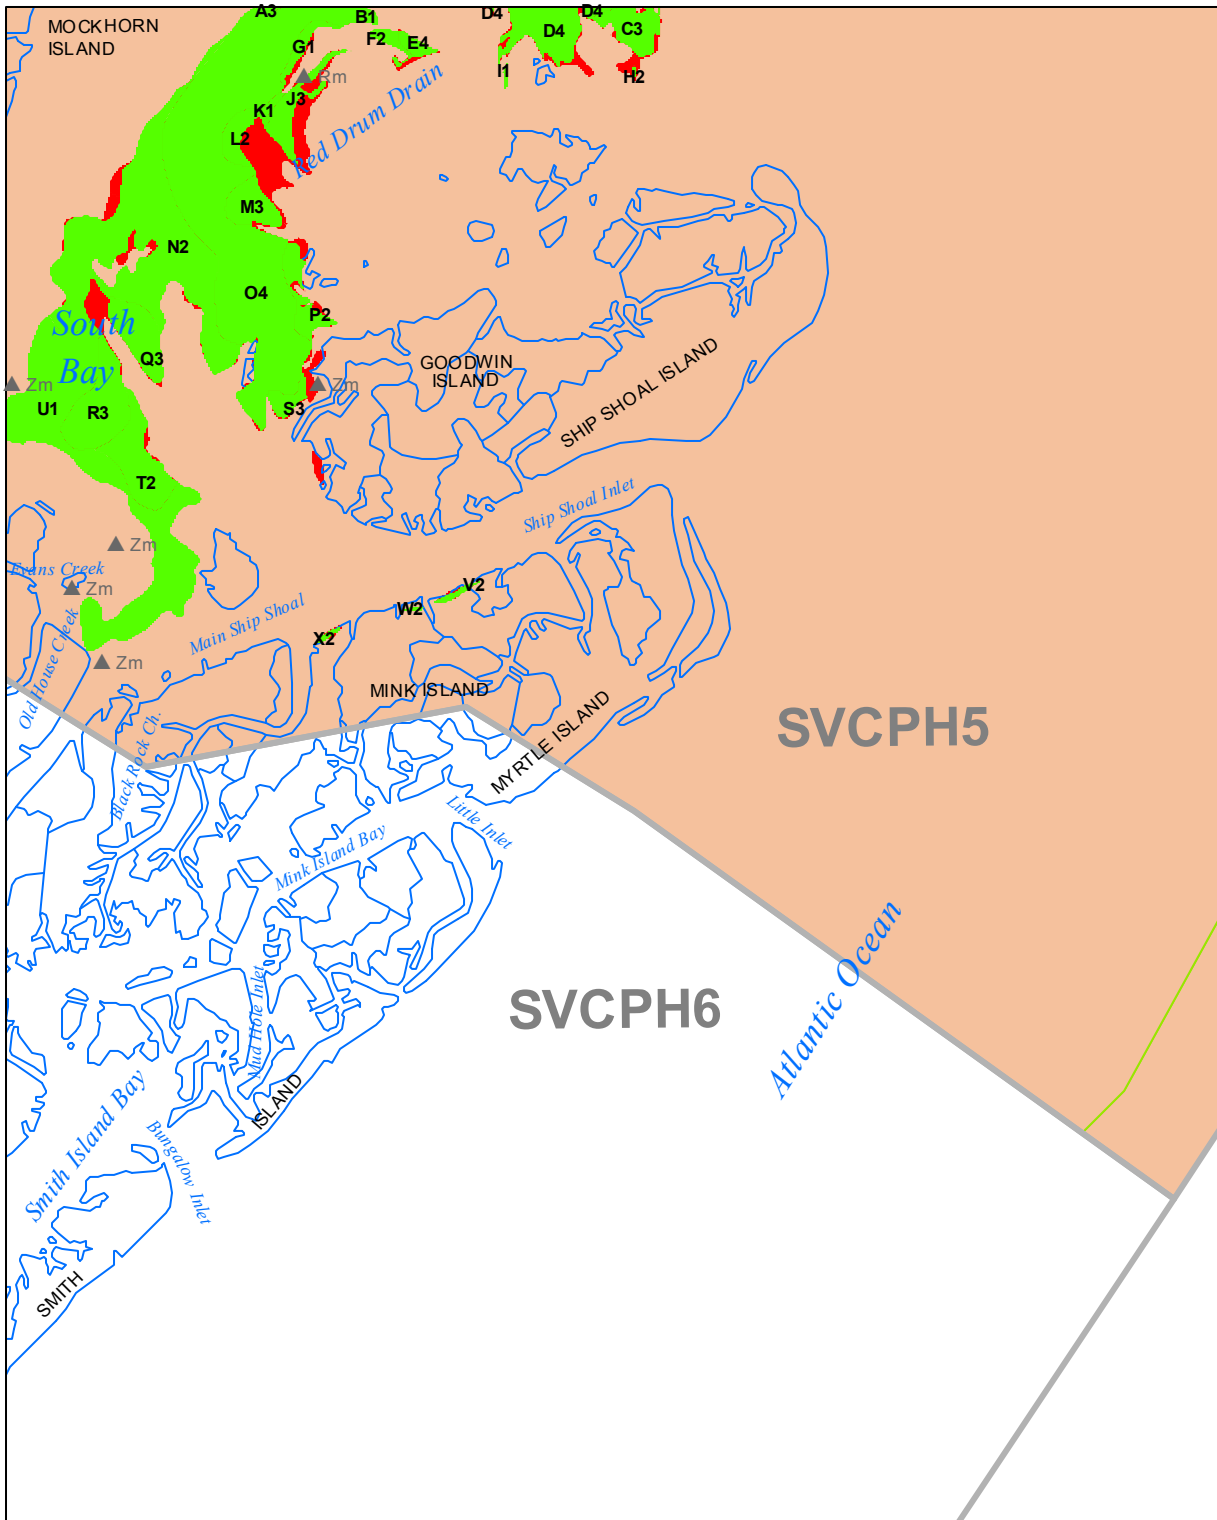 A3
B1
D4
D4
MOCKHORN
ISLAND
F2
E4
D4
C3
G1
I1
H2
Rm
J3
K1
Red Drum Drain
L2
M3
N2
O4
P2
South
Bay
Q3
GOODWIN
ISLAND
SHIP SHOAL ISLAND
Zm
Zm
U1
R3
S3
T2
Ship Shoal Inlet
Zm
Evans Creek
Zm
V2
W2
Main Ship Shoal
X2
Old House Creek
Zm
MINK ISLAND
SVCPH5
MYRTLE ISLAND
Black Rock Ch.
Little Inlet
Mink Island Bay
Atlantic Ocean
SVCPH6
Mud Hole Inlet
ISLAND
Smith Island Bay
Bungalow Inlet
SMITH